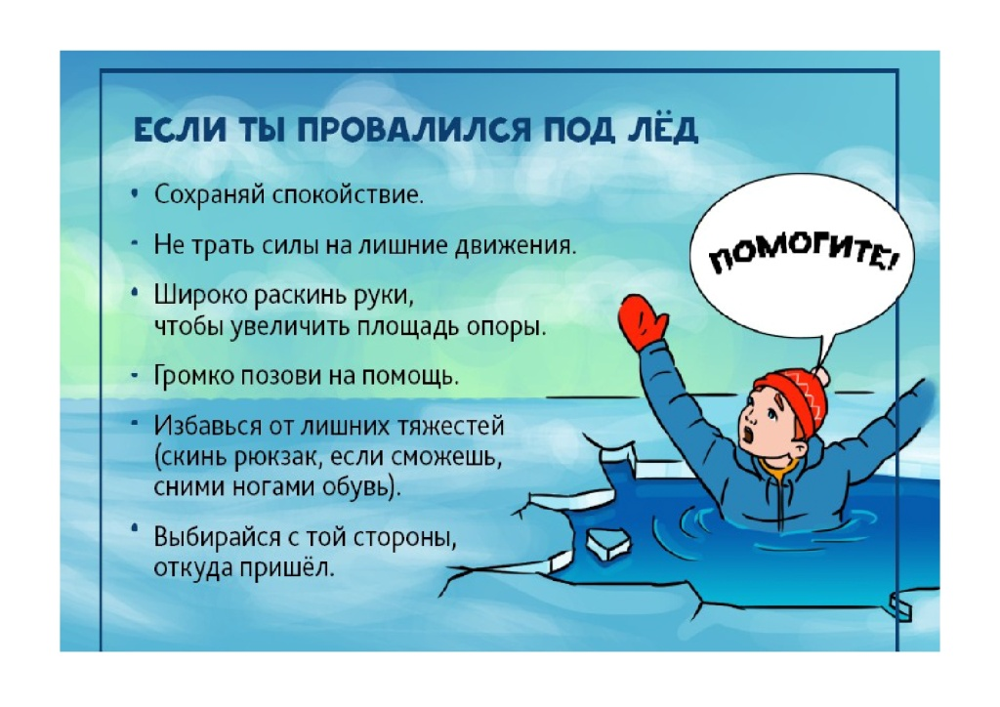 ЕСЛИ ТЫ ПРОВАЛИЛСЯ ПОД ЛЁД
• Сохраняй спокойствие.
• Не трать силы на лишние движения.
• Широко раскинь руки,
чтобы увеличить площадь опоры.
• Громко позови на помощь.
• Избавься от лишних тяжестей
(скинь рюкзак, если сможешь,
сними ногами обувь).
• Выбирайся с той стороны,
откуда пришёл.
ПОМОГИТЕ!